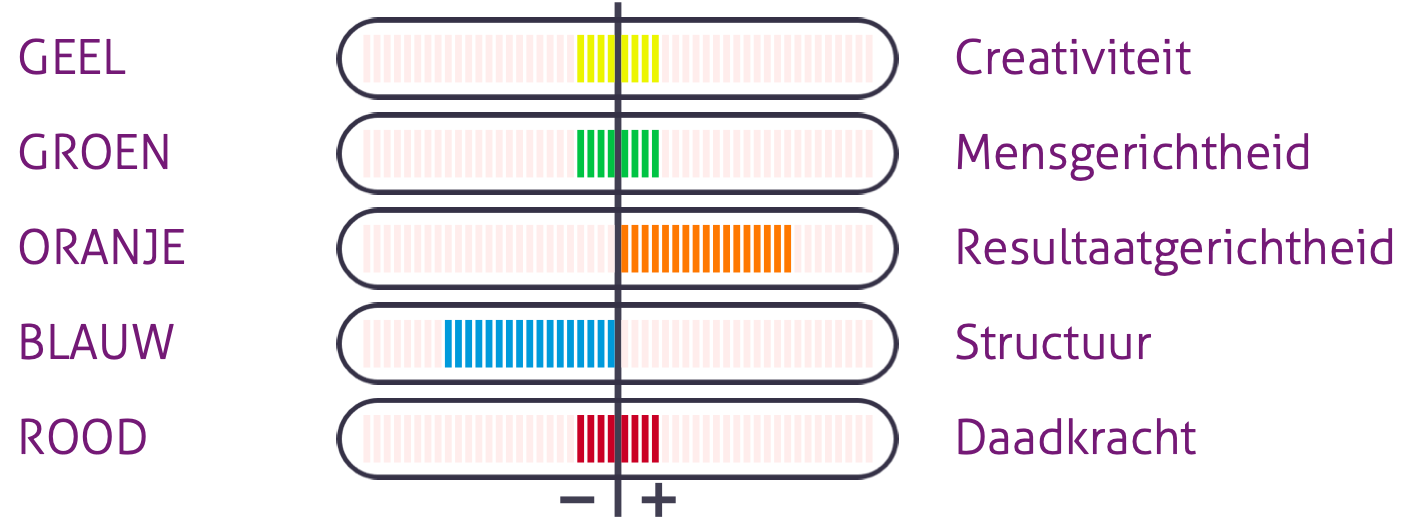 GEEL Creativiteit
GROEN Mensgerichtheid
ORANJE Resultaatgerichtheid
BLAUW Structuur
ROOD Daadkracht
− +